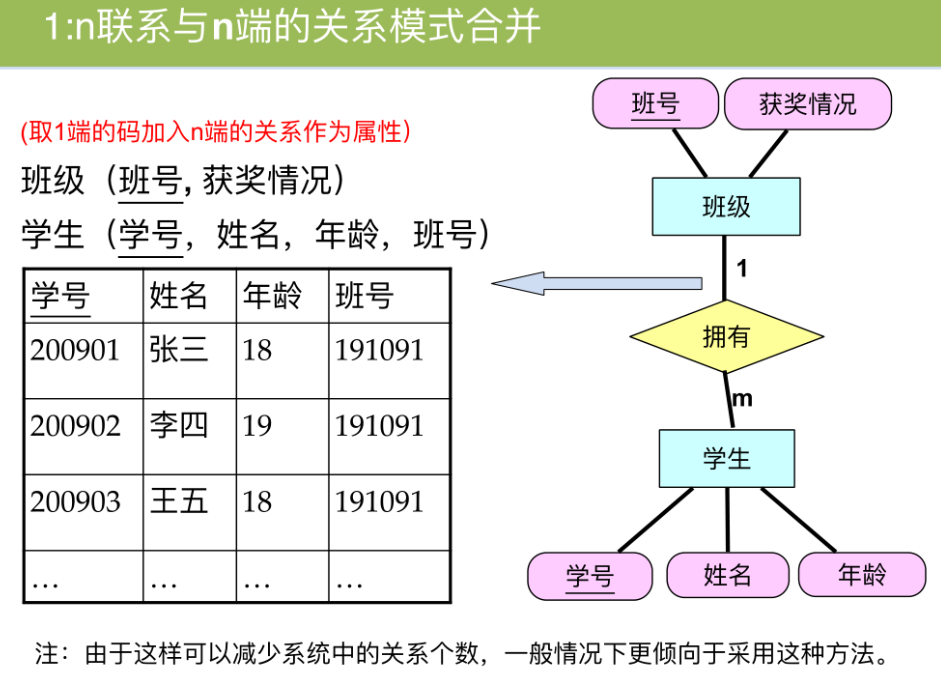 1:n联系与n端的关系模式合并
(取1端的码加入n端的关系作为属)
班级（班号, 获奖情况）
学生（学号，姓名，年龄，班号）
学号 姓名 年龄 班号
200901 张三 18 191091
200902 李四 19 191091
200903 王五 18 191091
… … … …
班号 获奖情况
班级
1
拥有
m
学生
学号 姓名 年龄
注：由于这样可以减少系统中的关系个数，一般情况下更倾向于采用这种方法。